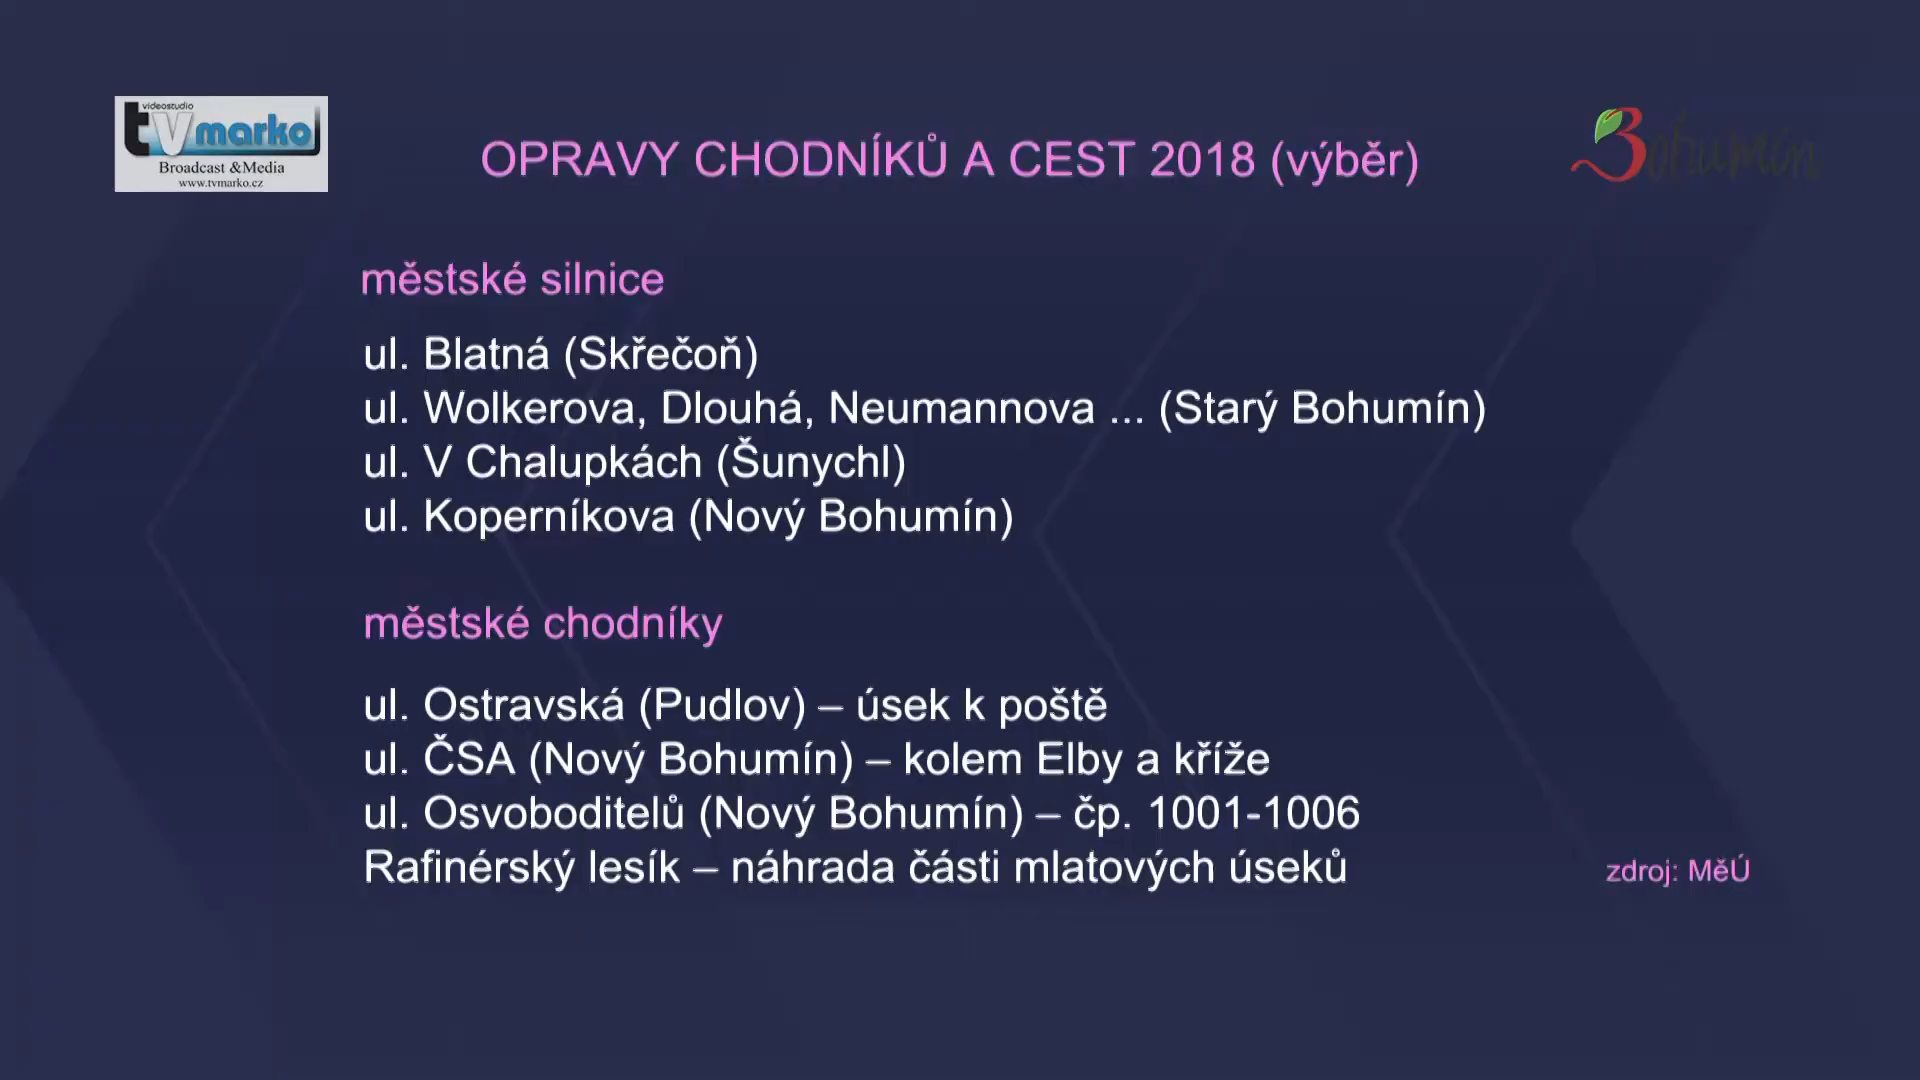 videostudio
tvmarko
Broadcast &Media
www.tvmarko.cz
OPRAVY CHODNÍKŮ A CEST 2018 (výběr)
Bohumín
městské silnice
ul. Blatná (Skřečoň)
ul. Wolkerova, Dlouhá, Neumannova ... (Starý Bohumín)
ul. V Chalupkách (Šunychl)
ul. Koperníkova (Nový Bohumín)
městské chodníky
ul. Ostravská (Pudlov) – úsek k poště
ul. ČSA (Nový Bohumín) – kolem Elby a kříže
ul. Osvoboditelů (Nový Bohumín) – čp. 1001-1006
Rafinérský lesík – náhrada části mlatových úseků
zdroj: MěÚ